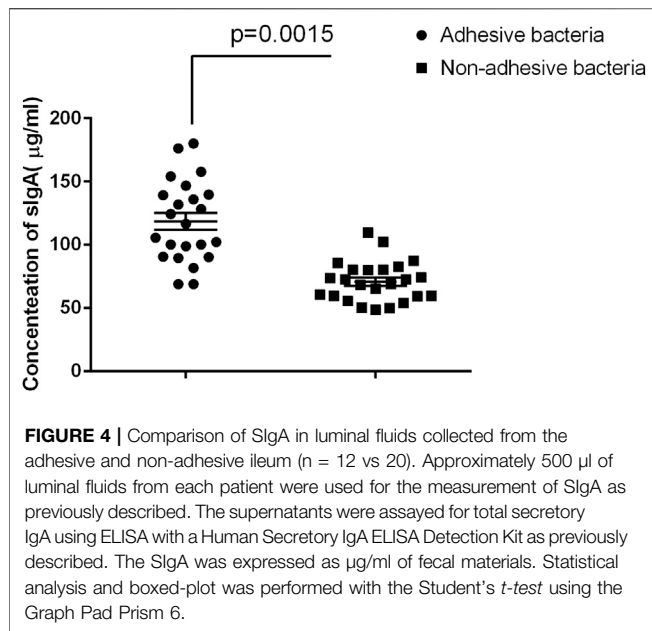 p=0.0015
● Adhesive bacteria
■ Non-adhesive bacteria
Concenteation of sIgA( μg/ml)
200
150
100
50
0
FIGURE 4 | Comparison of SIgA in luminal fluids collected from the
adhesive and non-adhesive ileum (n = 12 vs 20). Approximately 500 µl of
luminal fluids from each patient were used for the measurement of SIgA as
previously described. The supernatants were assayed for total secretory
IgA using ELISA with a Human Secretory IgA ELISA Detection Kit as previously
described. The SIgA was expressed as µg/ml of fecal materials. Statistical
analysis and boxed-plot was performed with the Student's t-test using the
Graph Pad Prism 6.